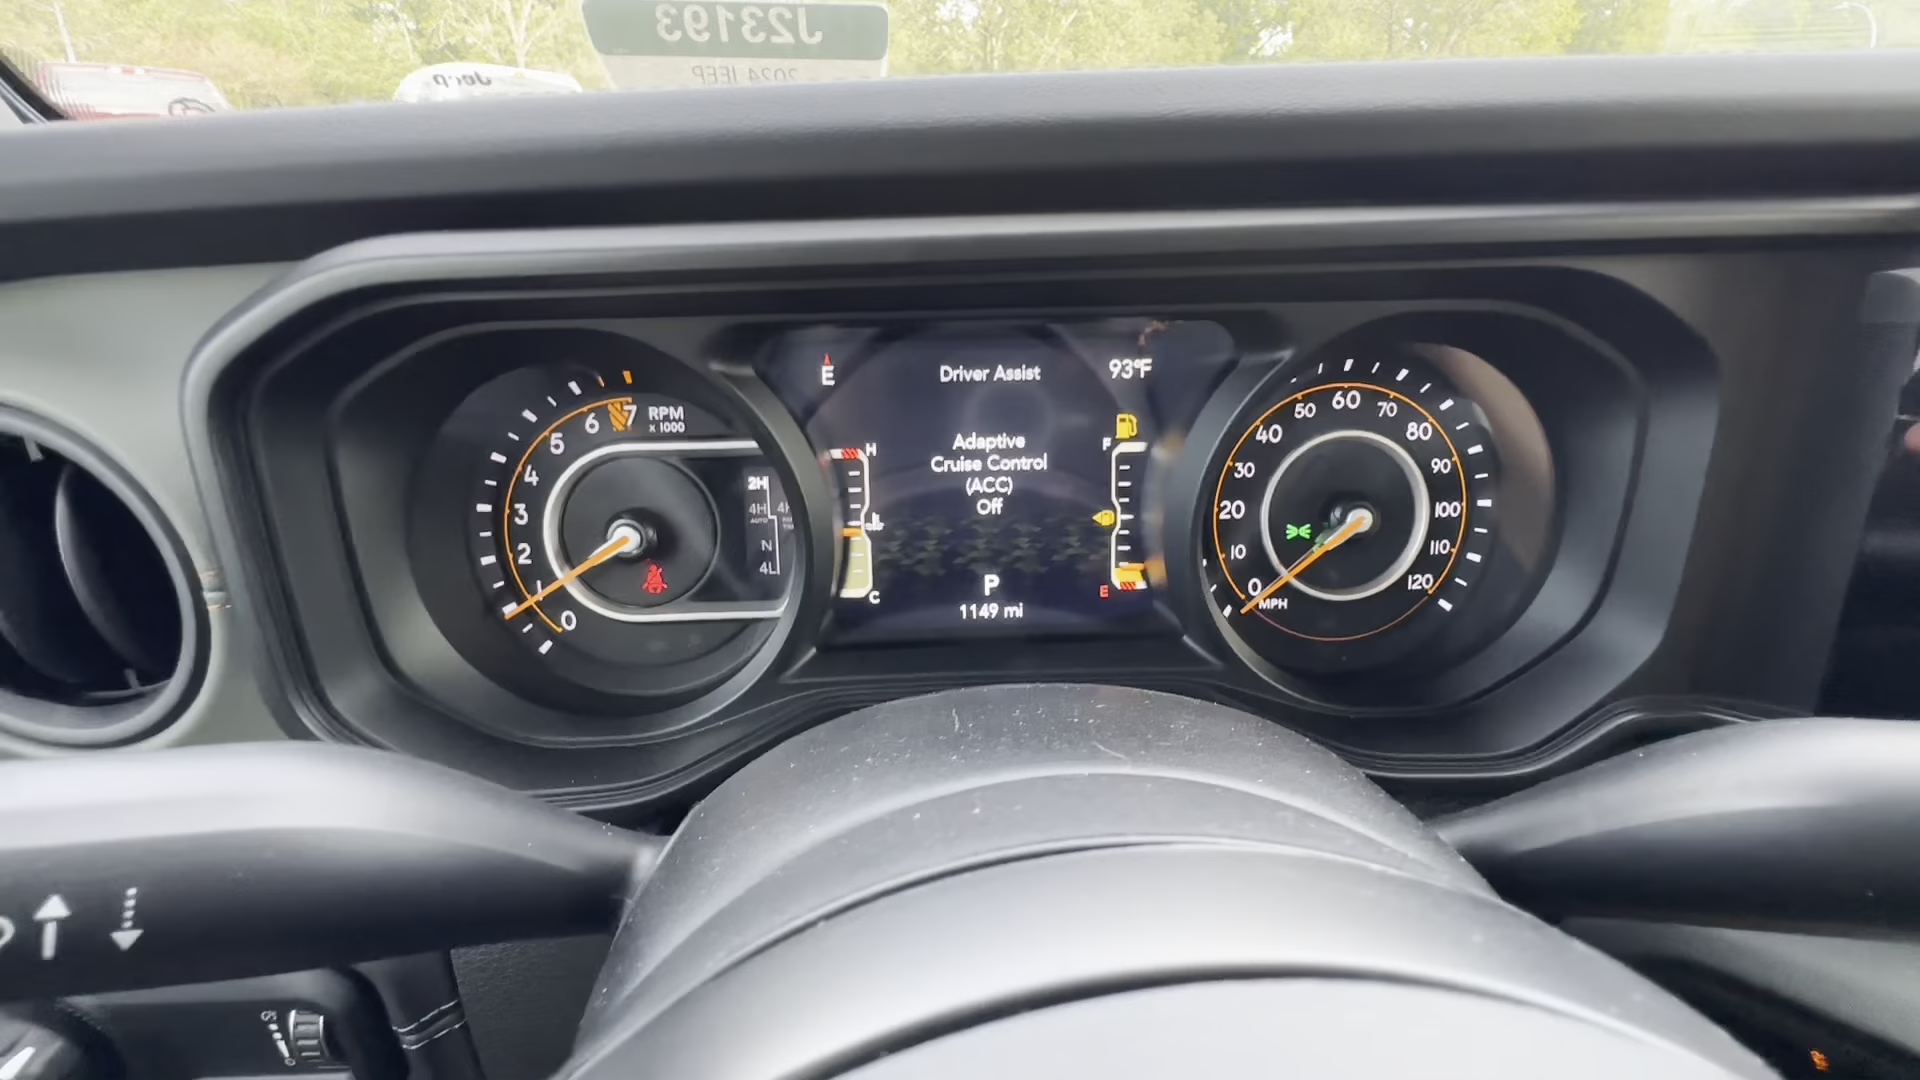 J23193
2024 JEEP
Jeep
E
Driver Assist
93°F
Adaptive
Cruise Control
(ACC)
Off
P
1149 mi
H
C
F
E
0
1
2
3
4
5
6
7
RPM
x 1000
2H
4H
AUTO
N
4L
0
10
20
30
40
50
60
70
80
90
100
110
120
MPH